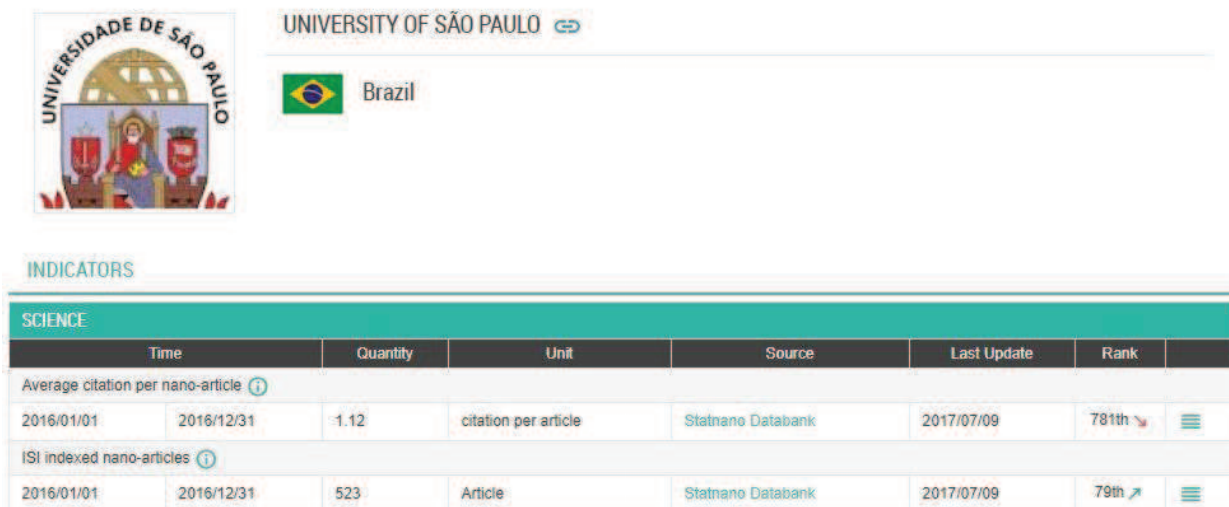 UNIVERSIDADE DE SÃO PAULO
UNIVERSITY OF SÃO PAULO
Brazil
INDICATORS
SCIENCE
Time Quantity Unit Source Last Update Rank
Average citation per nano-article
2016/01/01 2016/12/31 1.12 citation per article Statnano Databank 2017/07/09 781th
ISI indexed nano-articles
2016/01/01 2016/12/31 523 Article Statnano Databank 2017/07/09 79th